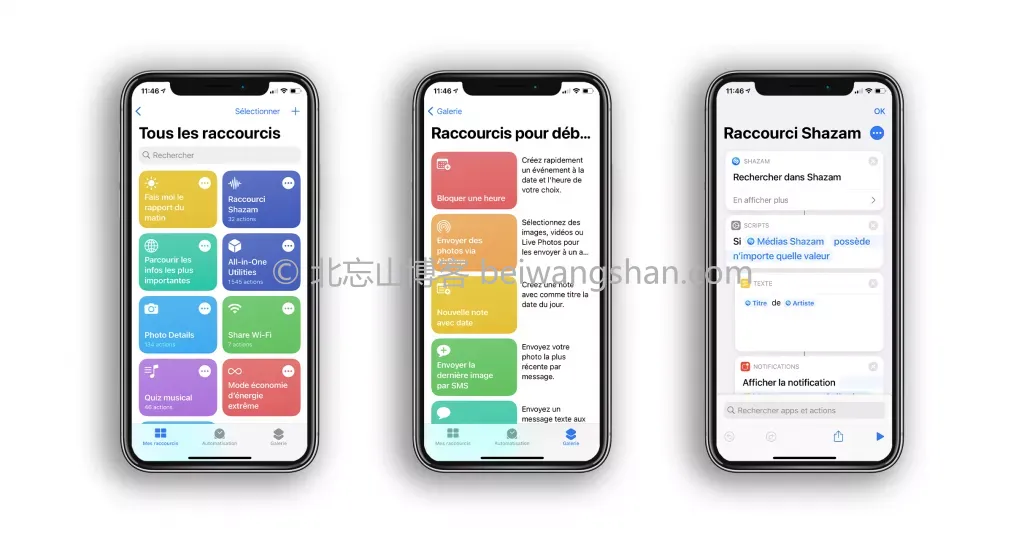 11:46
Sélectionner
Tous les raccourcis
Rechercher
Fais moi le
rapport du
matin
Raccourci
Shazam
32 actions
Parcourir les
infos les plus
importantes
All-in-One
Utilities
1545 actions
Photo Details
Share Wi-Fi
7 actions
Quiz musical
46 actions
Mode économie
d'énergie
extrême
Mes raccourcis
Automatisation
Galerie
11:46
Galerie
Raccourcis pour déb...
Bloquer une heure
Créez rapidement
un événement à la
date et l'heure de
votre choix.
Envoyer des
photos via
Sélectionnez des
images, vidéos ou
Live Photos pour
les envoyer à un a...
Nouvelle note
avec date
Créez une note
avec comme titre la
date du jour.
Envoyer la
dernière image
par SMS
Envoyez votre
photo la plus
récente par
message.
Envoyez un
message texte aux
Mes raccourcis
Automatisation
Galerie
11:46
OK
Raccourci Shazam
SHAZAM
Rechercher dans Shazam
En afficher plus
SCRIPTS
Si Médias Shazam possède
n'importe quelle valeur
TEXTE
Titre de Artiste
NOTIFICATIONS
Afficher la notification
Rechercher apps et actions
© 北忘山博客 beiwangshan.com